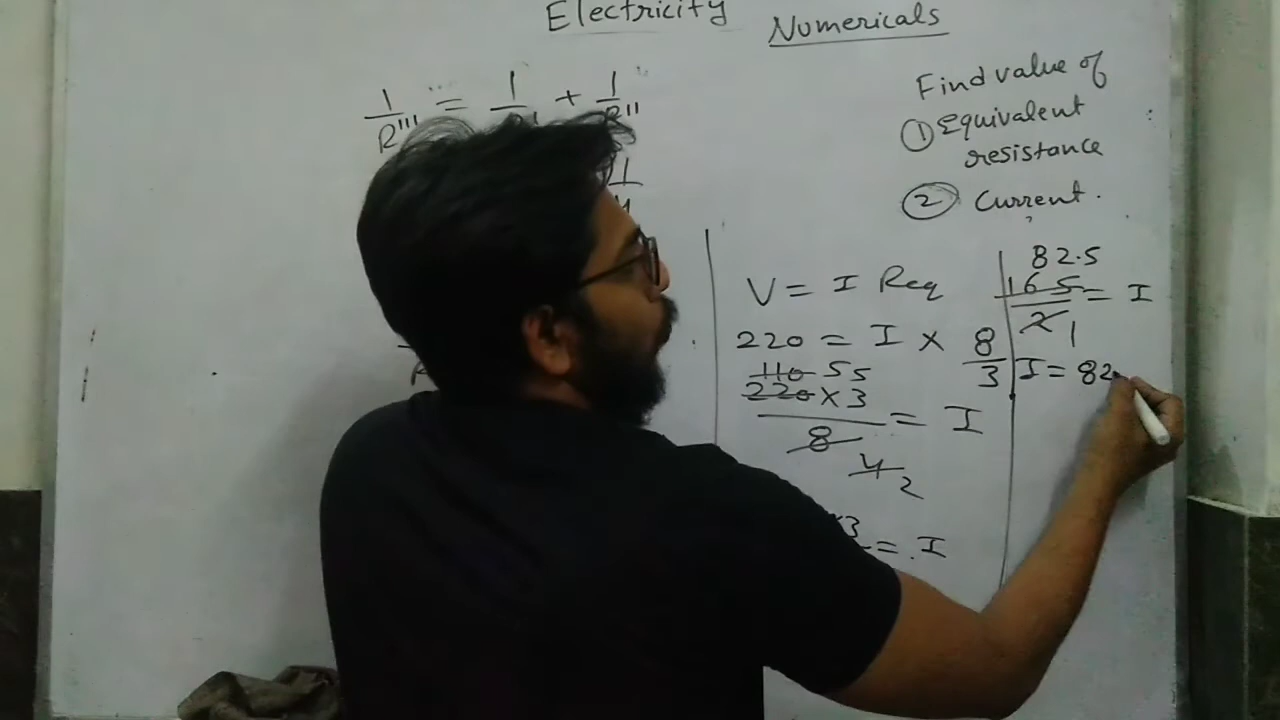 Electricity Numericals
1/R''' = 1/R' + 1/R''
Find value of
① Equivalent
resistance
② Current.
V = I Req
220 = I × 8/3
110 55
220 × 3
8
4 2
= I
×3
= I
82.5
165
2 1
= I
I = 82